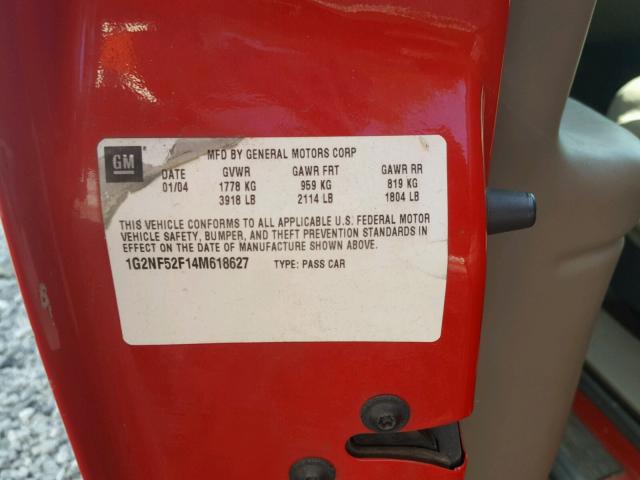 GM
MFD BY GENERAL MOTORS CORP
DATE GVWR GAWR FRT GAWR RR
01/04 1778 KG 959 KG 819 KG
3918 LB 2114 LB 1804 LB
THIS VEHICLE CONFORMS TO ALL APPLICABLE U.S. FEDERAL MOTOR
VEHICLE SAFETY, BUMPER, AND THEFT PREVENTION STANDARDS IN
EFFECT ON THE DATE OF MANUFACTURE SHOWN ABOVE.
1G2NF52F14M618627 TYPE: PASS CAR